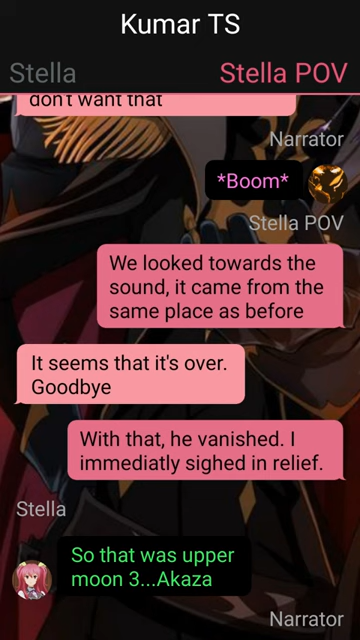 Kumar TS
Stella
Stella POV
don't want that
Narrator
*Boom*
Stella POV
We looked towards the
sound, it came from the
same place as before
It seems that it's over.
Goodbye
With that, he vanished. I
immediatly sighed in relief.
Stella
So that was upper
moon 3...Akaza
Narrator